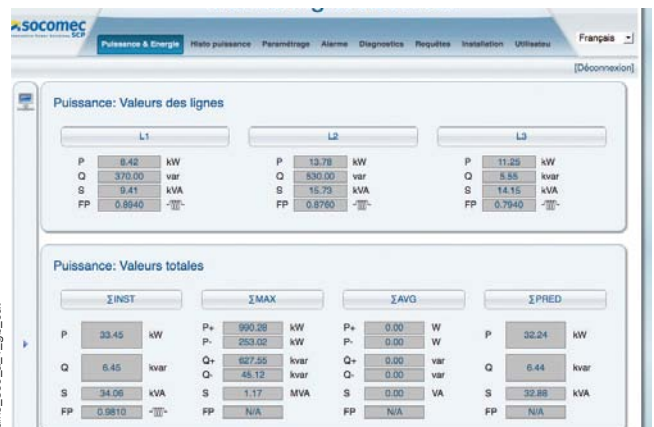 socomec
SCP
Puissance & Energie Histo puissance Paramétrage Alarme Diagnostics Requêtes Installation Utilisateu
Français
[Déconnexion]
Puissance: Valeurs des lignes
L1 L2 L3
P 8.42 kW P 13.78 kW P 11.25 kW
Q 370.00 var Q 530.00 var Q 5.55 kvar
S 9.41 kVA S 15.73 kVA S 14.15 kVA
FP 0.8940 FP 0.8760 FP 0.7940
Puissance: Valeurs totales
ΣINST ΣMAX ΣAVG ΣPRED
P 33.45 kW P+ 990.28 kW P+ 0.00 W P 32.24 kW
P- 253.02 kW P- 0.00 W
Q 6.45 kvar Q+ 627.55 kvar Q+ 0.00 var Q 6.44 kvar
Q- 45.12 kvar Q- 0.00 var
S 34.06 kVA S 1.17 MVA S 0.00 VA S 32.88 kVA
FP 0.9810 FP N/A FP N/A FP N/A